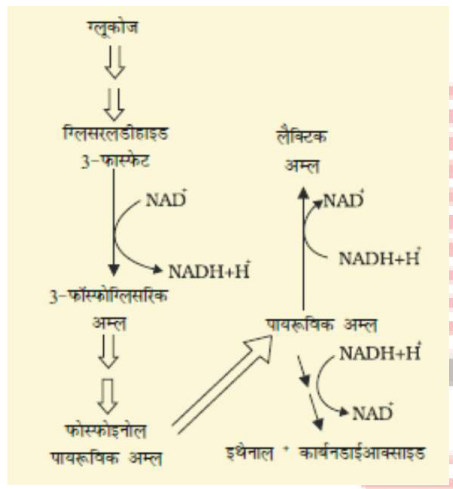 ग्लूकोज
ग्लिसरलडीहाइड
3-फास्फेट
NAD⁺
NADH+H⁺
3-फॉस्फोग्लिसरिक
अम्ल
फोस्फोइनोल
पायरूविक अम्ल
लैक्टिक
अम्ल
NAD⁺
NADH+H⁺
पायरूविक अम्ल
NADH+H⁺
NAD⁺
इथैनाल + कार्बनडाईआक्साइड